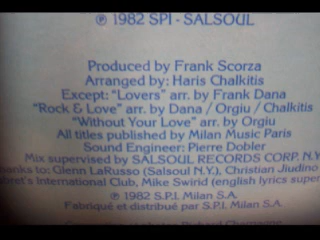 ℗ 1982 SPI - SALSOUL
Produced by Frank Scorza
Arranged by: Haris Chalkitis
Except: "Lovers" arr. by Frank Dana
"Rock & Love" arr. by Dana / Orgiu / Chalkitis
"Without Your Love" arr. by Orgiu
All titles published by Milan Music Paris
Sound Engineer: Pierre Dobler
Mix supervised by SALSOUL RECORDS CORP. N.Y
to: Glenn LaRusso (Salsoul N.Y.), Christian Jiudino
International Club, Mike Swirid (english lyrics super
℗ 1982 S.P.I. Milan S.A.
Fabriqué et distribué par S.P.I. Milan S.A.